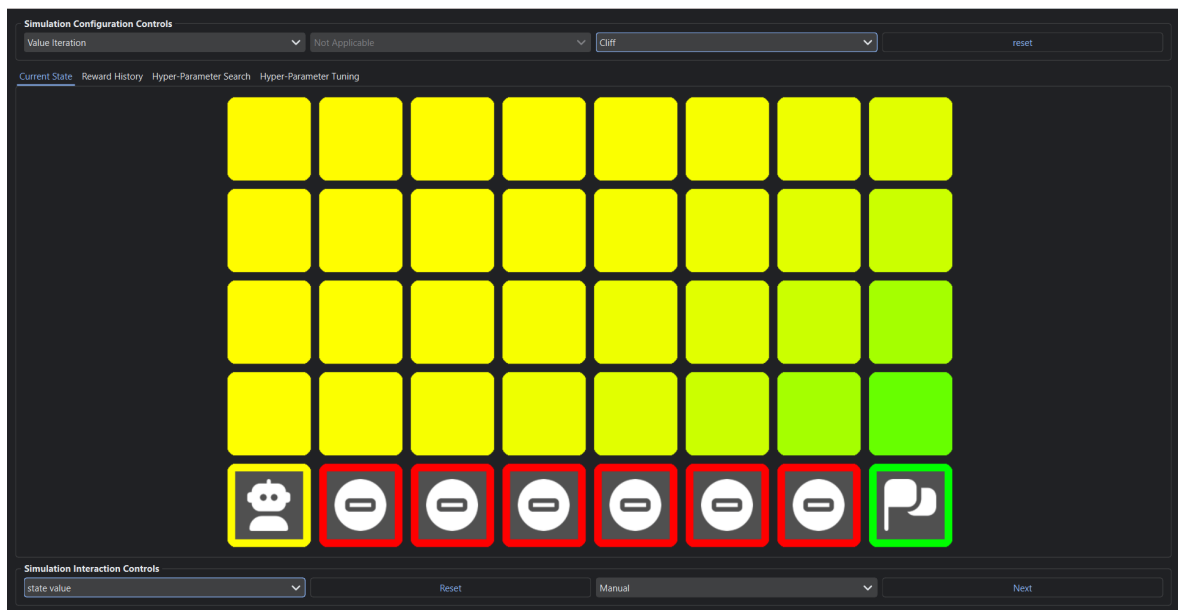 Simulation Configuration Controls
Value Iteration Not Applicable Cliff reset
Current State Reward History Hyper-Parameter Search Hyper-Parameter Tuning
Simulation Interaction Controls
state value Reset Manual Next